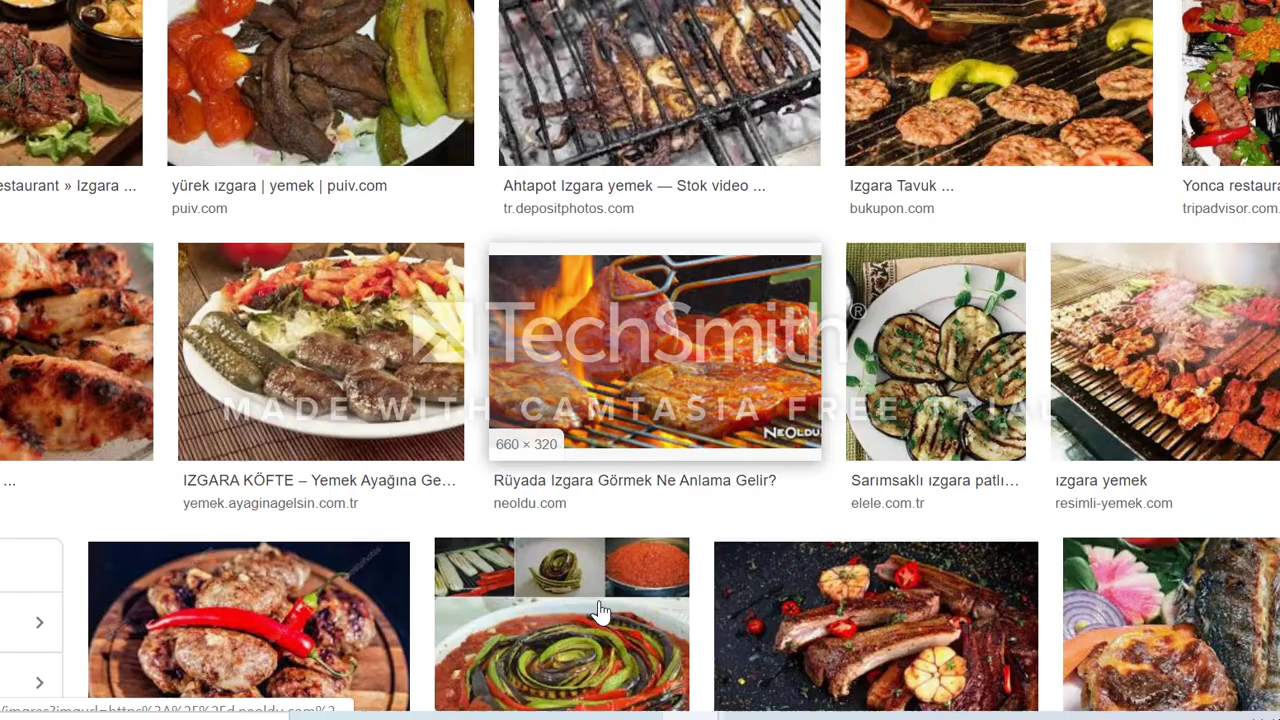 estaurant » Izgara ...
yürek ızgara | yemek | puiv.com
puiv.com
Ahtapot Izgara yemek — Stok video ...
tr.depositphotos.com
Izgara Tavuk ...
bukupon.com
Yonca restaura
tripadvisor.com
TechSmith®
MADE WITH CAMTASIA FREE TRIAL
NEOLDU
660 × 320
...
IZGARA KÖFTE – Yemek Ayağına Ge...
yemek.ayaginagelsin.com.tr
Rüyada Izgara Görmek Ne Anlama Gelir?
neoldu.com
Sarımsaklı ızgara patlı...
elele.com.tr
ızgara yemek
resimli-yemek.com